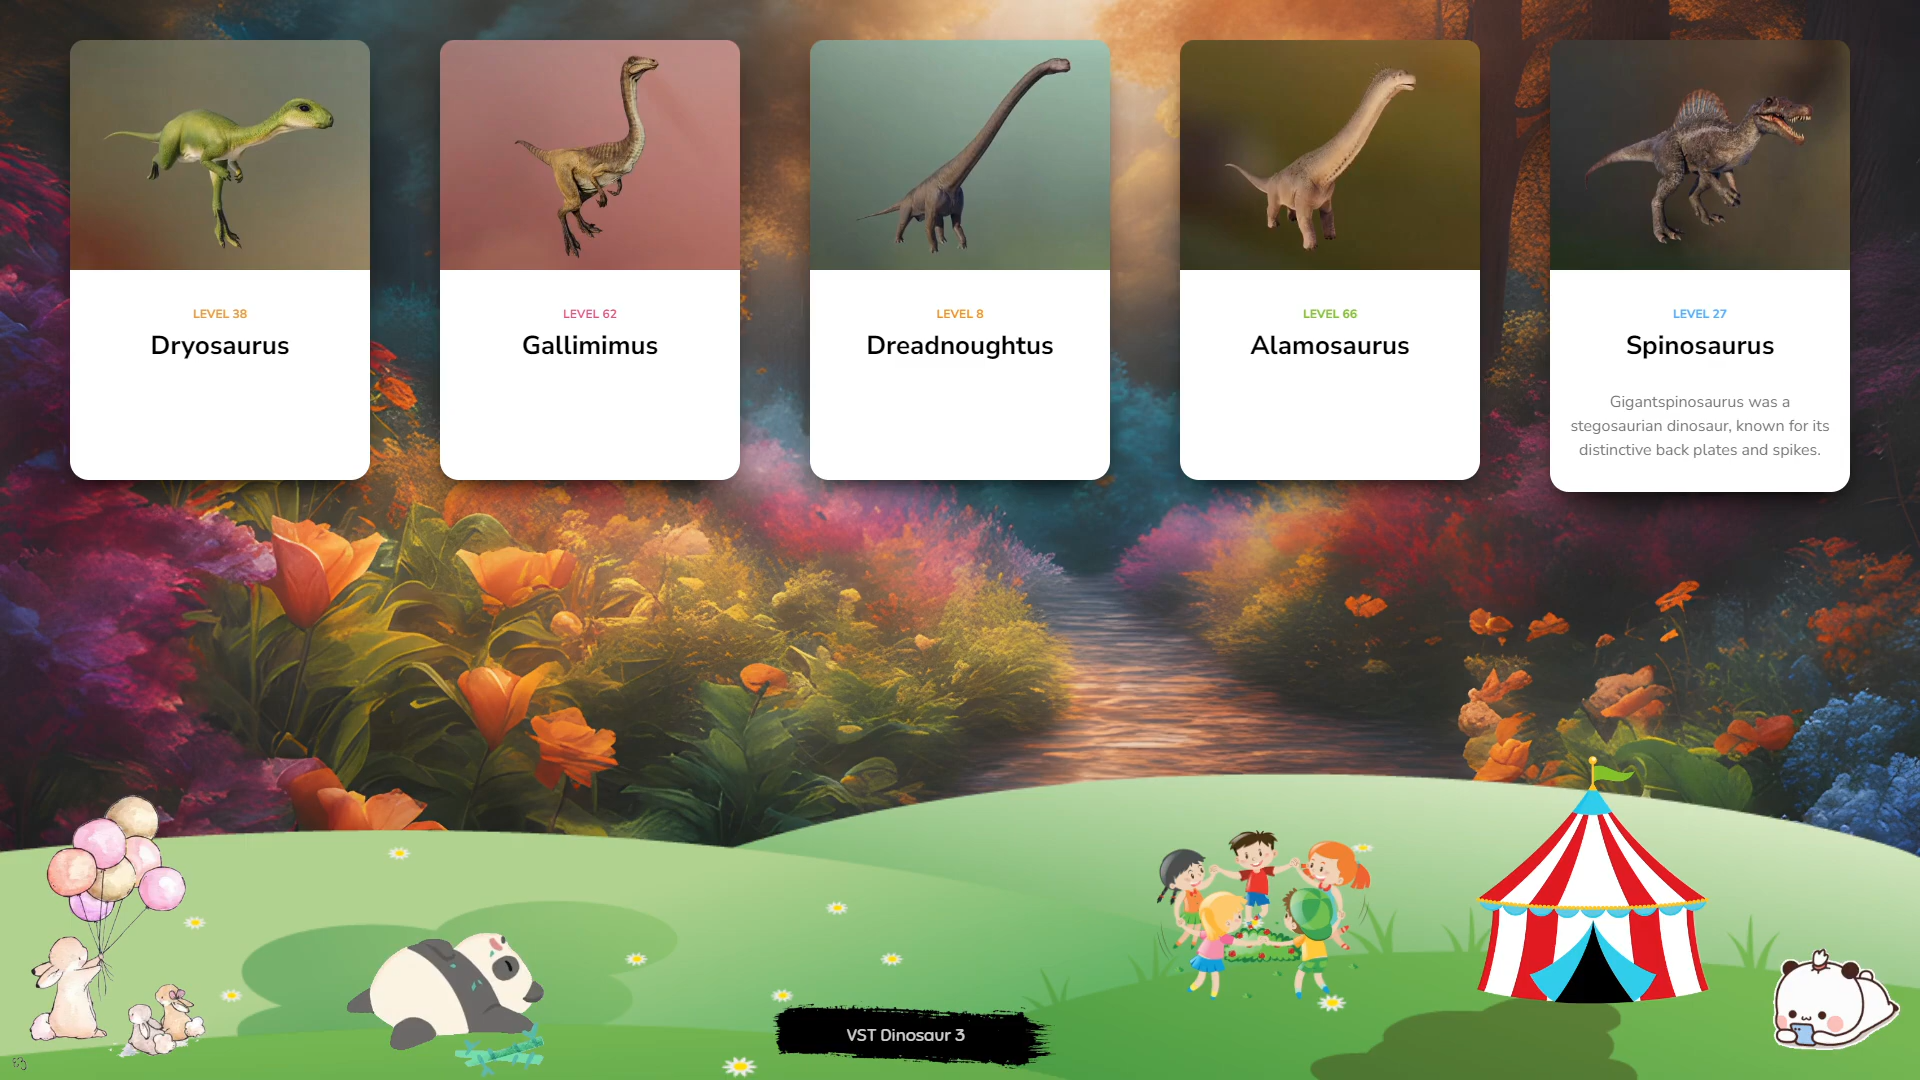 LEVEL 38
Dryosaurus
LEVEL 62
Gallimimus
LEVEL 8
Dreadnoughtus
LEVEL 66
Alamosaurus
LEVEL 27
Spinosaurus
Gigantspinosaurus was a
stegosaurian dinosaur, known for its
distinctive back plates and spikes.
VST Dinosaur 3